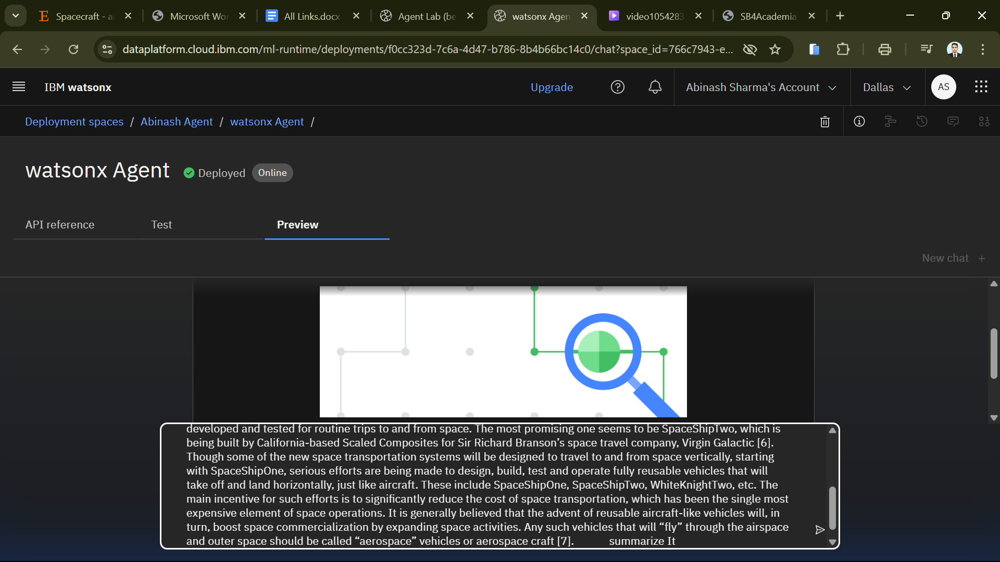 Spacecraft - a
Microsoft Wor
All Links.docx
Agent Lab (be
watsonx Agen
video1054283
SB4Academia_
dataplatform.cloud.ibm.com/ml-runtime/deployments/f0cc323d-7c6a-4d47-b786-8b4b66bc14c0/chat?space_id=766c7943-e...
IBM watsonx
Upgrade
Abinash Sharma's Account
Dallas
AS
Deployment spaces / Abinash Agent / watsonx Agent /
watsonx Agent
Deployed
Online
API reference
Test
Preview
New chat +
developed and tested for routine trips to and from space. The most promising one seems to be SpaceShipTwo, which is
being built by California-based Scaled Composites for Sir Richard Branson’s space travel company, Virgin Galactic [6].
Though some of the new space transportation systems will be designed to travel to and from space vertically, starting
with SpaceShipOne, serious efforts are being made to design, build, test and operate fully reusable vehicles that will
take off and land horizontally, just like aircraft. These include SpaceShipOne, SpaceShipTwo, WhiteKnightTwo, etc. The
main incentive for such efforts is to significantly reduce the cost of space transportation, which has been the single most
expensive element of space operations. It is generally believed that the advent of reusable aircraft-like vehicles will, in
turn, boost space commercialization by expanding space activities. Any such vehicles that will “fly” through the airspace
and outer space should be called “aerospace” vehicles or aerospace craft [7]. summarize It